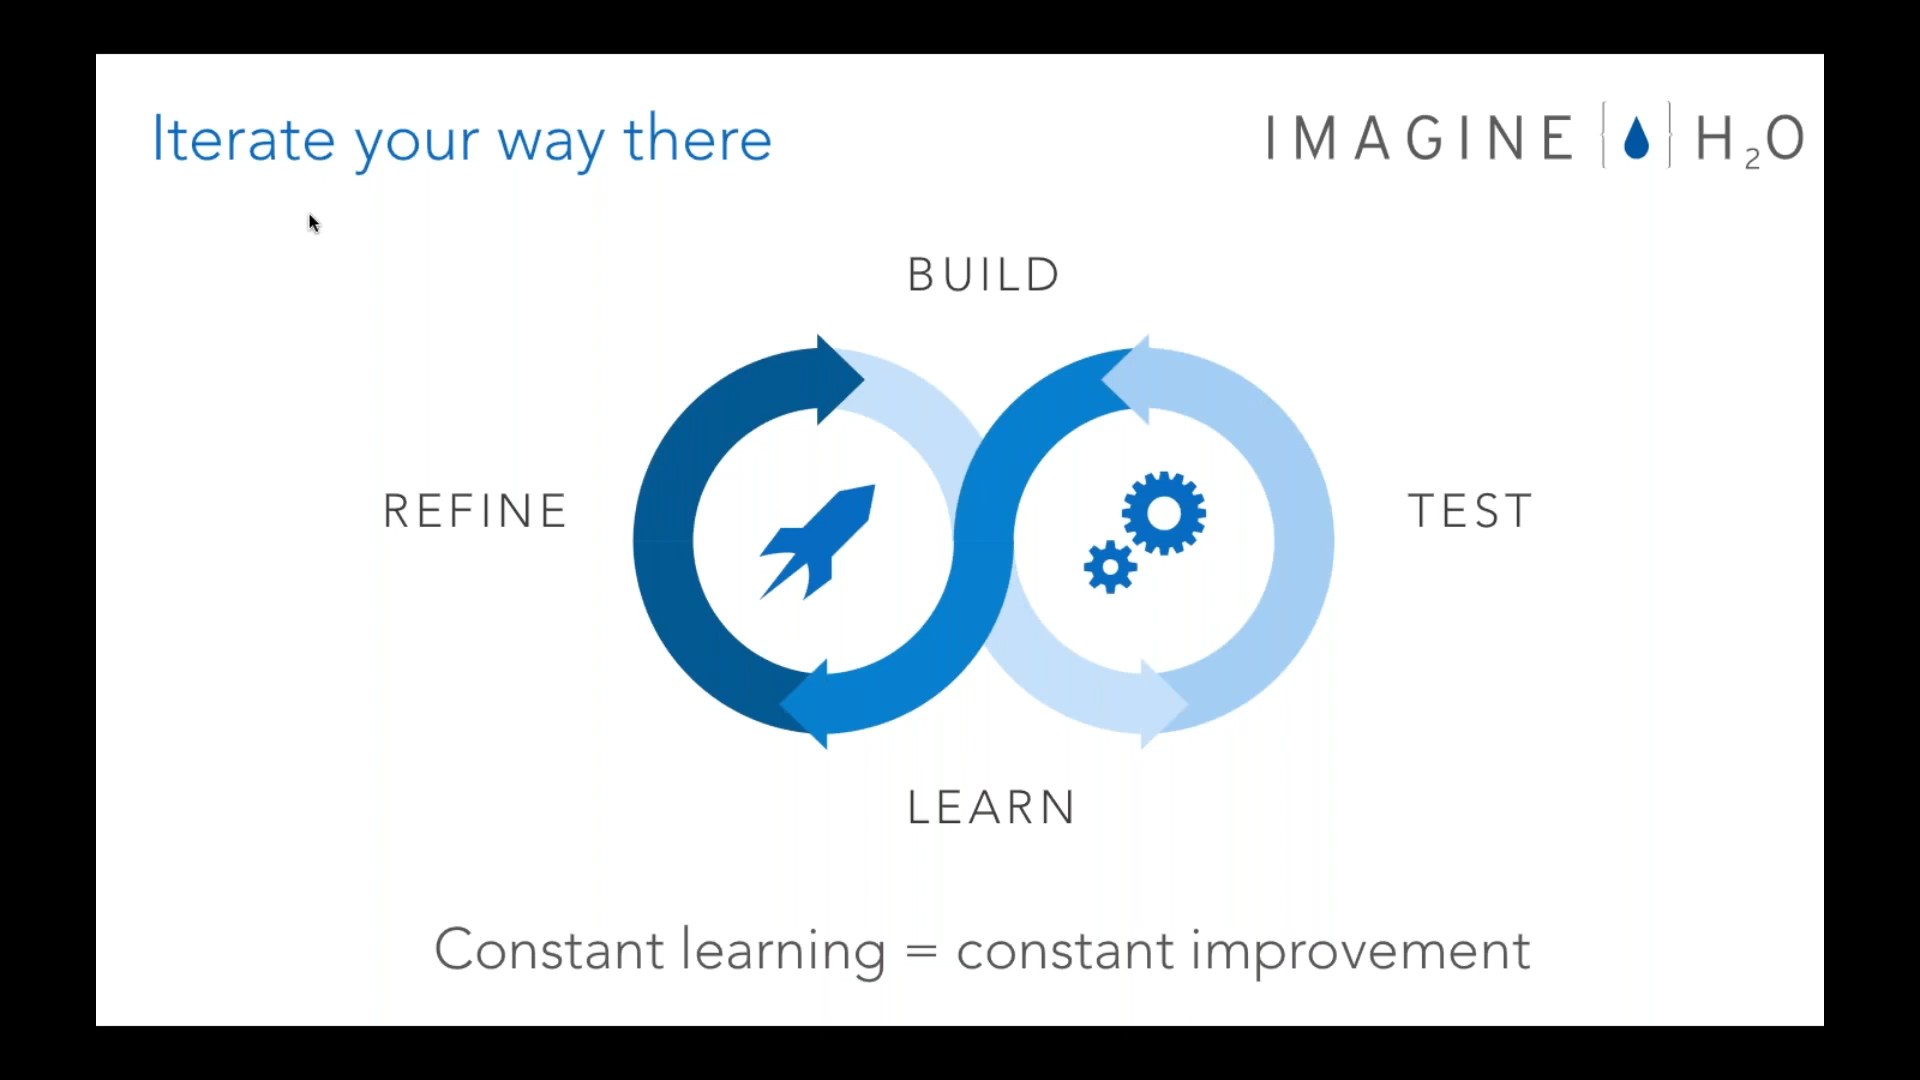 Iterate your way there
IMAGINE H₂O
BUILD
REFINE
TEST
LEARN
Constant learning = constant improvement